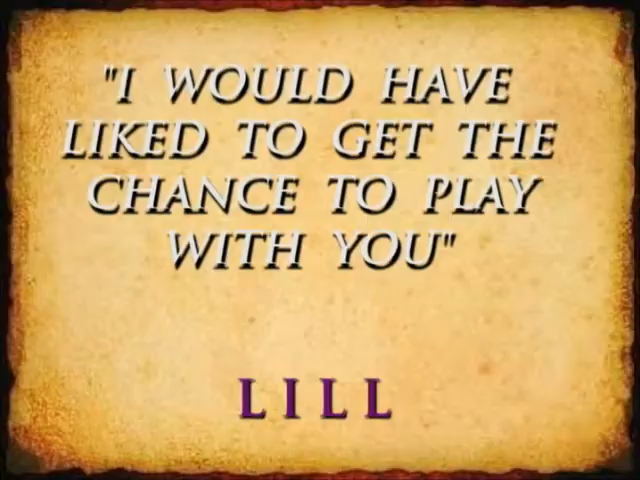 "I WOULD HAVE
LIKED TO GET THE
CHANCE TO PLAY
WITH YOU"
LILL